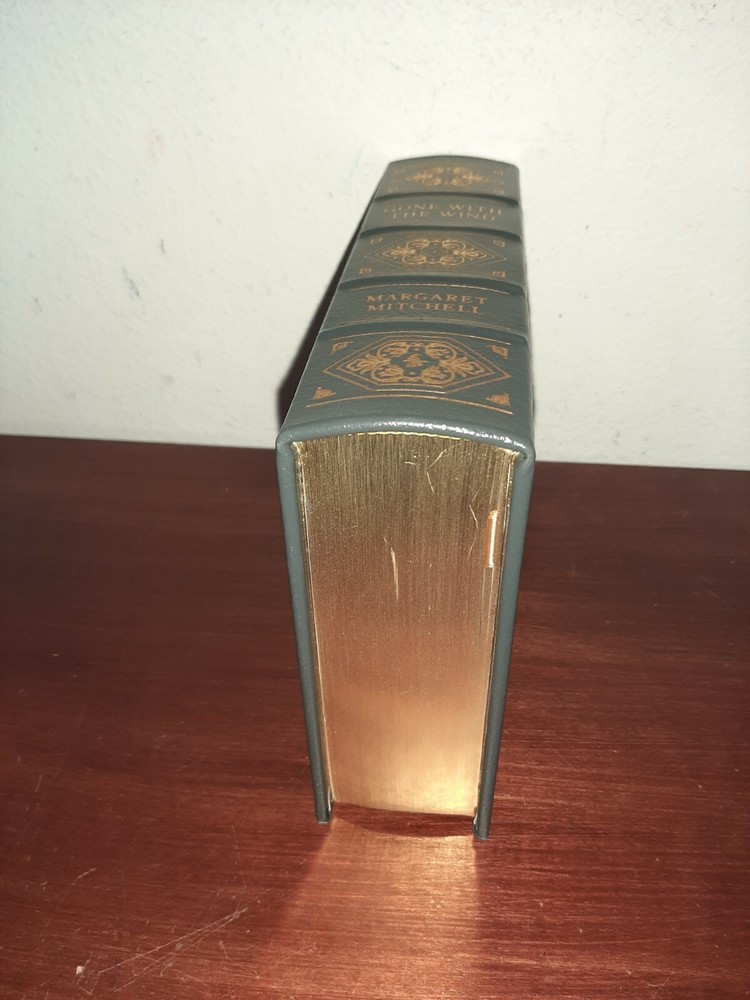 GONE WITH
THE WIND
MARGARET
MITCHELL